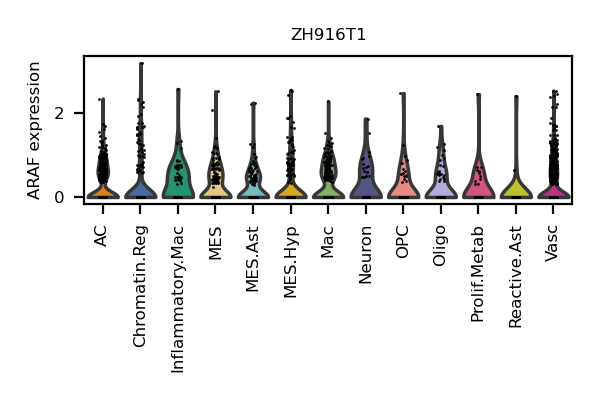 ZH916T1
ARAF expression
2
0
AC
Chromatin.Reg
Inflammatory.Mac
MES
MES.Ast
MES.Hyp
Mac
Neuron
OPC
Oligo
Prolif.Metab
Reactive.Ast
Vasc